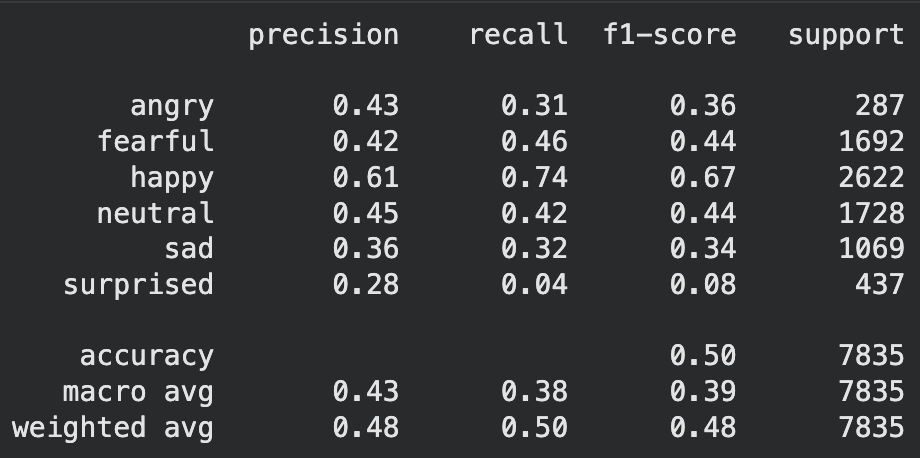 precision recall f1-score support
angry 0.43 0.31 0.36 287
fearful 0.42 0.46 0.44 1692
happy 0.61 0.74 0.67 2622
neutral 0.45 0.42 0.44 1728
sad 0.36 0.32 0.34 1069
surprised 0.28 0.04 0.08 437
accuracy 0.50 7835
macro avg 0.43 0.38 0.39 7835
weighted avg 0.48 0.50 0.48 7835